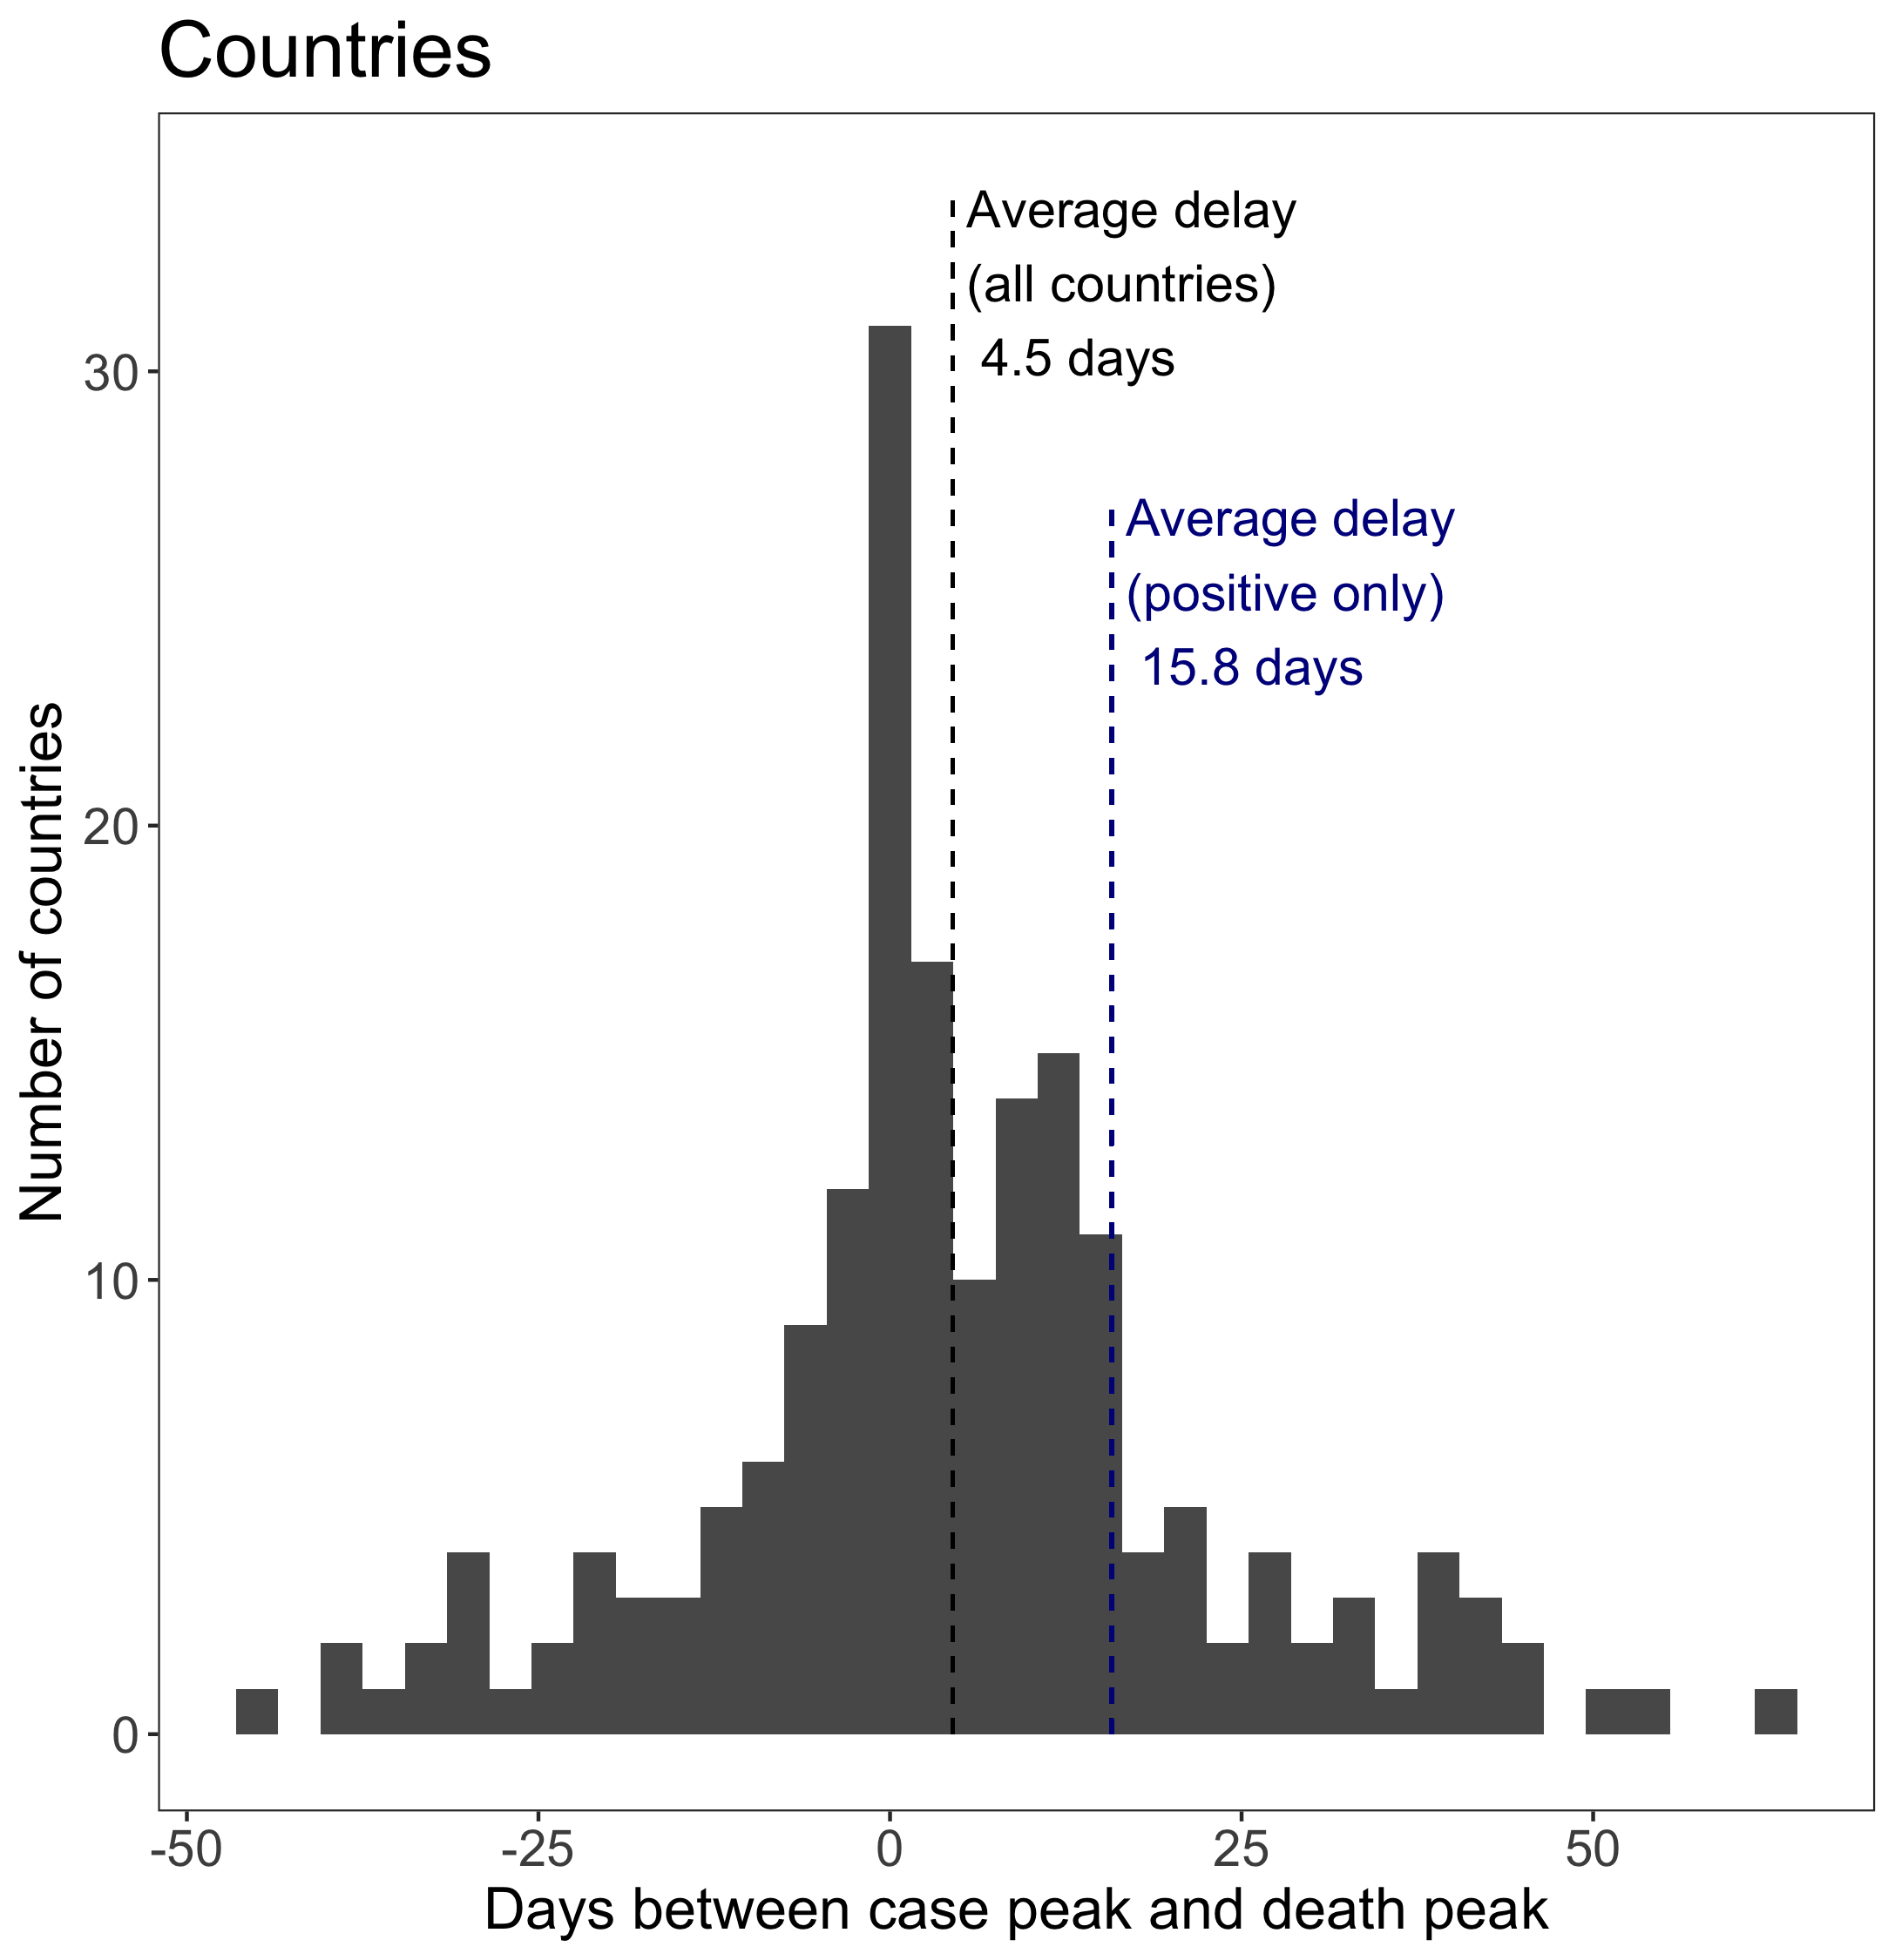 Countries
Average delay
(all countries)
4.5 days
Average delay
(positive only)
15.8 days
Number of countries
30
20
10
0
-50
-25
0
25
50
Days between case peak and death peak